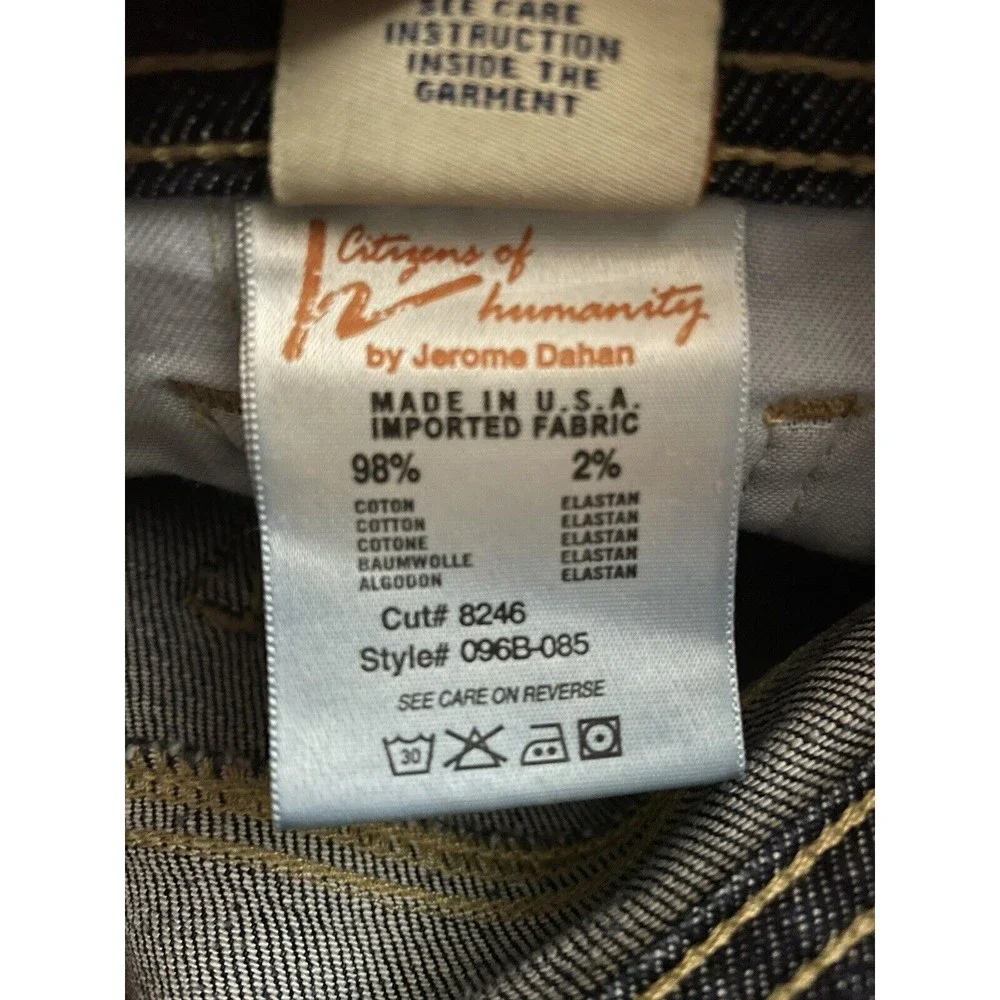 SEE CARE
INSTRUCTION
INSIDE THE
GARMENT
Citizens of
humanity
by Jerome Dahan
MADE IN U.S.A.
IMPORTED FABRIC
98% 2%
COTON ELASTAN
COTTON ELASTAN
COTONE ELASTAN
BAUMWOLLE ELASTAN
ALGODON ELASTAN
Cut# 8246
Style# 096B-085
SEE CARE ON REVERSE
30